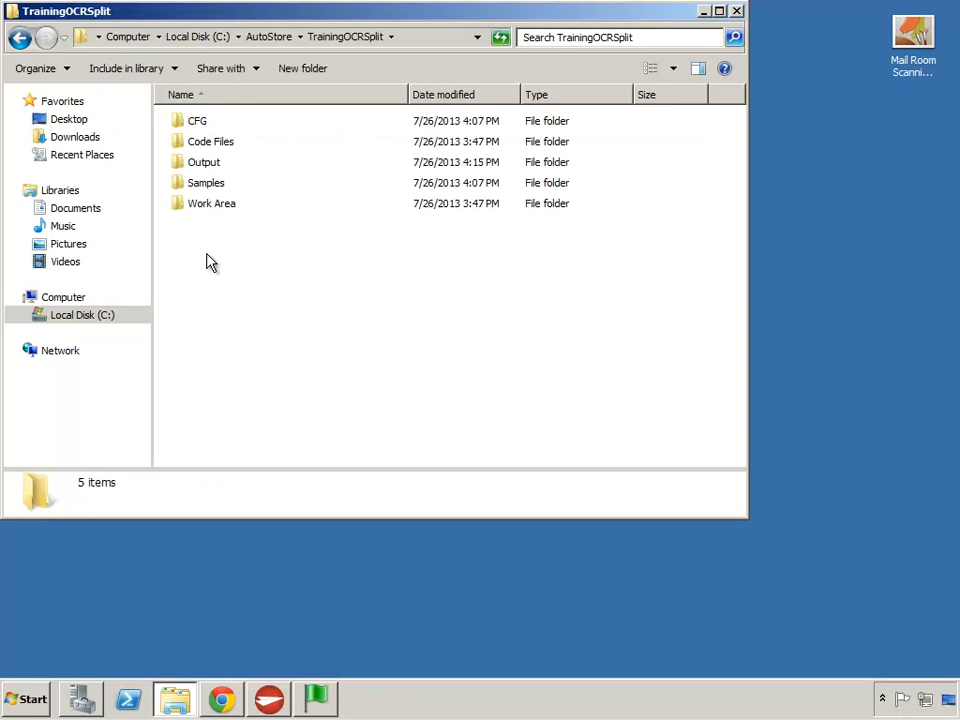 TrainingOCRSplit
Computer Local Disk (C:) AutoStore TrainingOCRSplit Search TrainingOCRSplit
Organize Include in library Share with New folder
Name Date modified Type Size
Favorites
Desktop
Downloads
Recent Places
Libraries
Documents
Music
Pictures
Videos
Computer
Local Disk (C:)
Network
CFG 7/26/2013 4:07 PM File folder
Code Files 7/26/2013 3:47 PM File folder
Output 7/26/2013 4:15 PM File folder
Samples 7/26/2013 4:07 PM File folder
Work Area 7/26/2013 3:47 PM File folder
5 items
Mail Room
Scanni...
Start